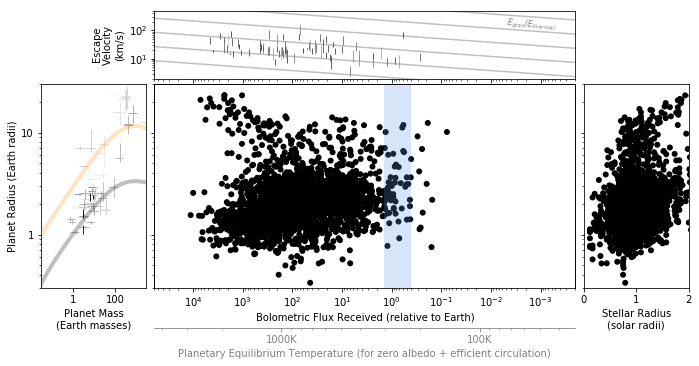 Escape
Velocity
(km/s)
10²
10¹
E_grav/E_thermal
Planet Radius (Earth radii)
10
1
1 100
Planet Mass
(Earth masses)
10⁴ 10³ 10² 10¹ 10⁰ 10⁻¹ 10⁻² 10⁻³
Bolometric Flux Received (relative to Earth)
1000K 100K
Planetary Equilibrium Temperature (for zero albedo + efficient circulation)
0 1 2
Stellar Radius
(solar radii)